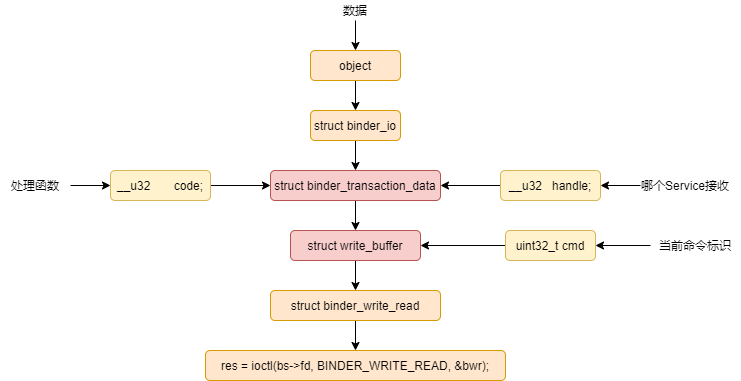 数据
object
struct binder_io
处理函数
__u32 code;
struct binder_transaction_data
__u32 handle;
哪个Service接收
struct write_buffer
uint32_t cmd
当前命令标识
struct binder_write_read
res = ioctl(bs->fd, BINDER_WRITE_READ, &bwr);